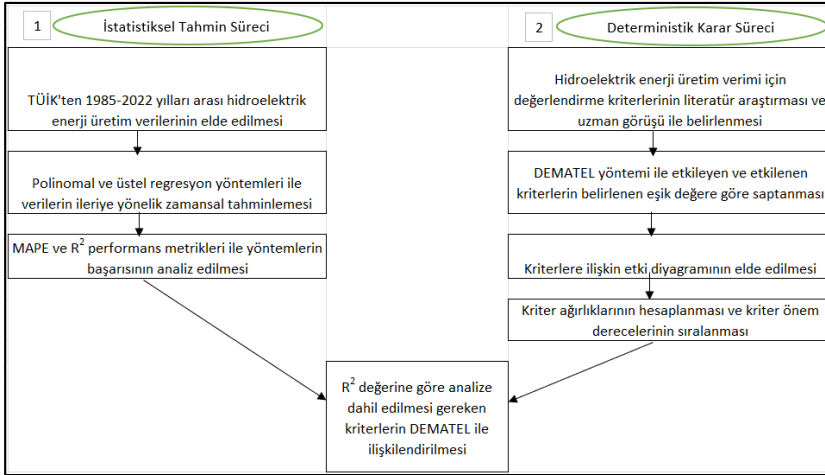 1
İstatistiksel Tahmin Süreci
TÜİK'ten 1985-2022 yılları arası hidroelektrik
enerji üretim verilerinin elde edilmesi
Polinomal ve üstel regresyon yöntemleri ile
verilerin ileriye yönelik zamansal tahminlemesi
MAPE ve R² performans metrikleri ile yöntemlerin
başarısının analiz edilmesi
2
Deterministik Karar Süreci
Hidroelektrik enerji üretim verimi için
değerlendirme kriterlerinin literatür araştırması ve
uzman görüşü ile belirlenmesi
DEMATEL yöntemi ile etkileyen ve etkilenen
kriterlerin belirlenen eşik değere göre saptanması
Kriterlere ilişkin etki diyagramının elde edilmesi
Kriter ağırlıklarının hesaplanması ve kriter önem
derecelerinin sıralanması
R² değerine göre analize
dahil edilmesi gereken
kriterlerin DEMATEL ile
ilişkilendirilmesi